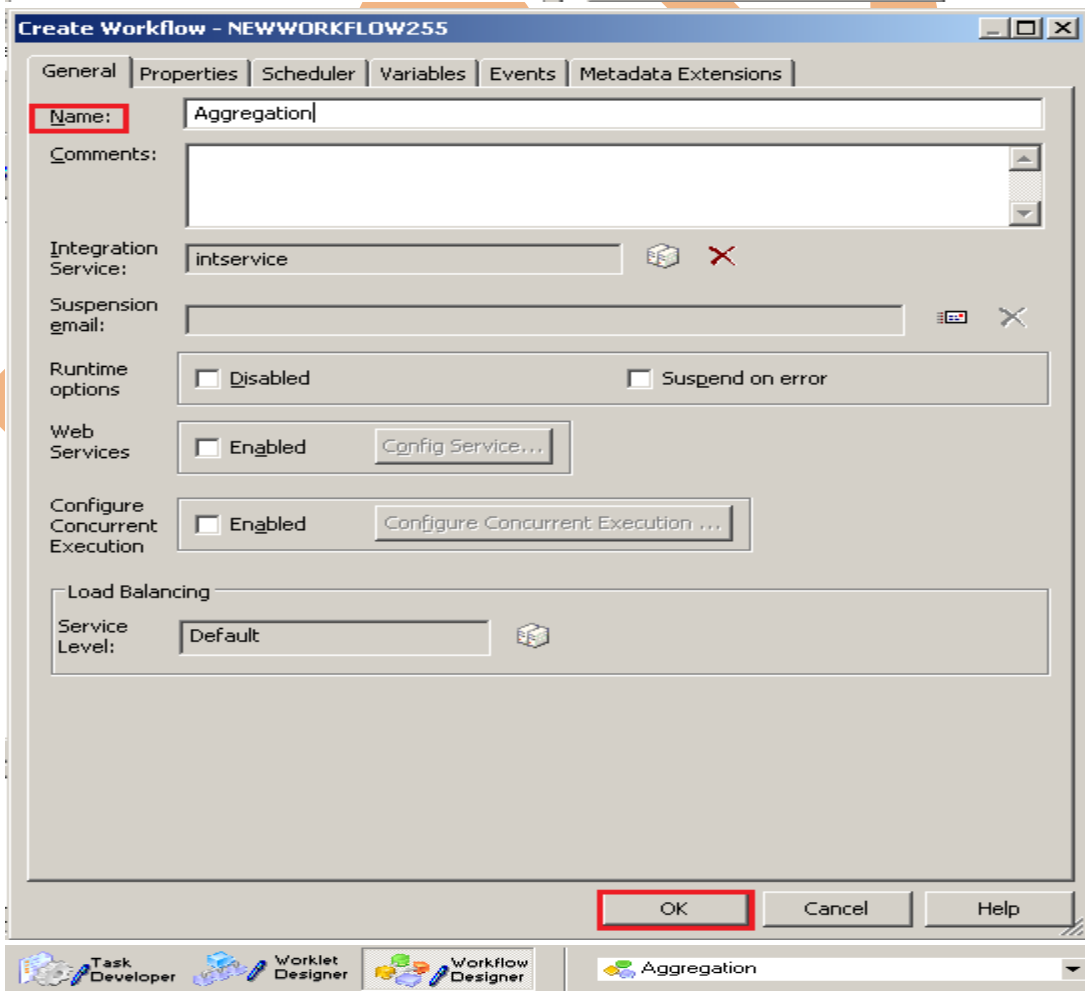 Create Workflow - NEWWORKFLOW255
General Properties Scheduler Variables Events Metadata Extensions
Name: Aggregation
Comments:
Integration
Service: intservice
Suspension
email:
Runtime
options
Disabled Suspend on error
Web
Services
Enabled Config Service...
Configure
Concurrent
Execution
Enabled Configure Concurrent Execution ...
Load Balancing
Service
Level: Default
OK Cancel Help
Task
Developer
Worklet
Designer
Workflow
Designer
Aggregation